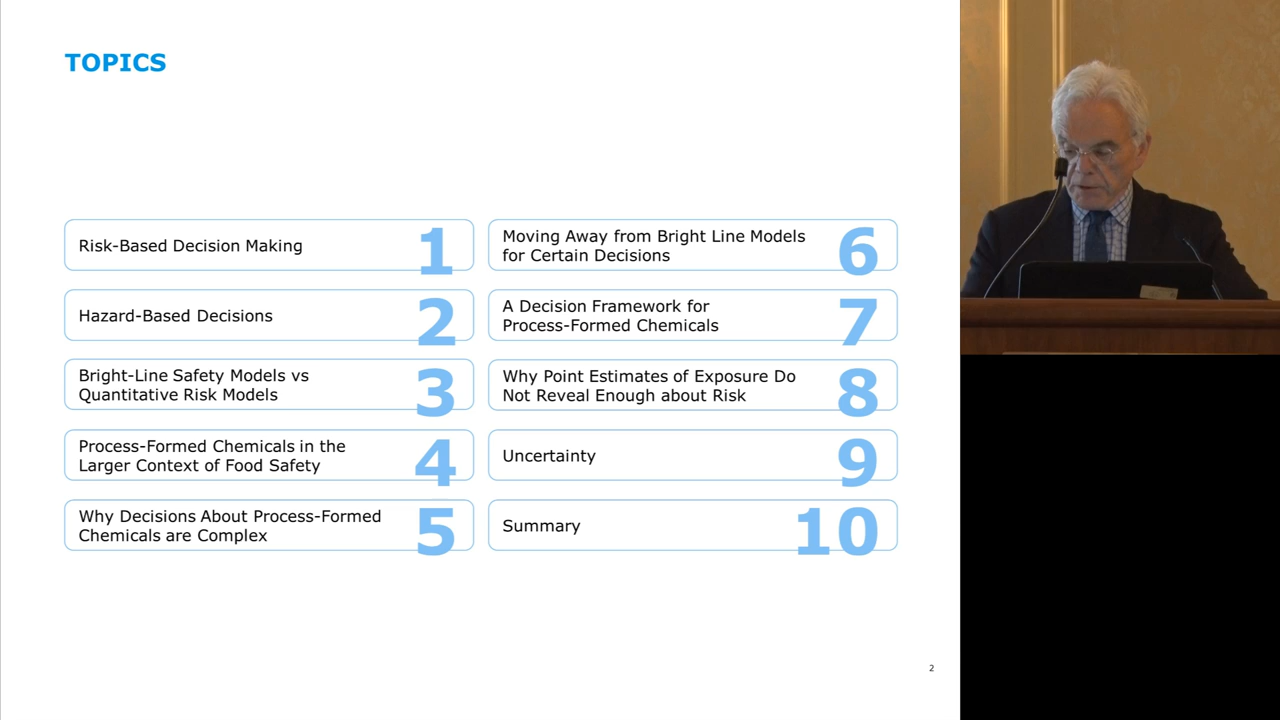 TOPICS
Risk-Based Decision Making
1
Hazard-Based Decisions
2
Bright-Line Safety Models vs
Quantitative Risk Models
3
Process-Formed Chemicals in the
Larger Context of Food Safety
4
Why Decisions About Process-Formed
Chemicals are Complex
5
Moving Away from Bright Line Models
for Certain Decisions
6
A Decision Framework for
Process-Formed Chemicals
7
Why Point Estimates of Exposure Do
Not Reveal Enough about Risk
8
Uncertainty
9
Summary
10
2